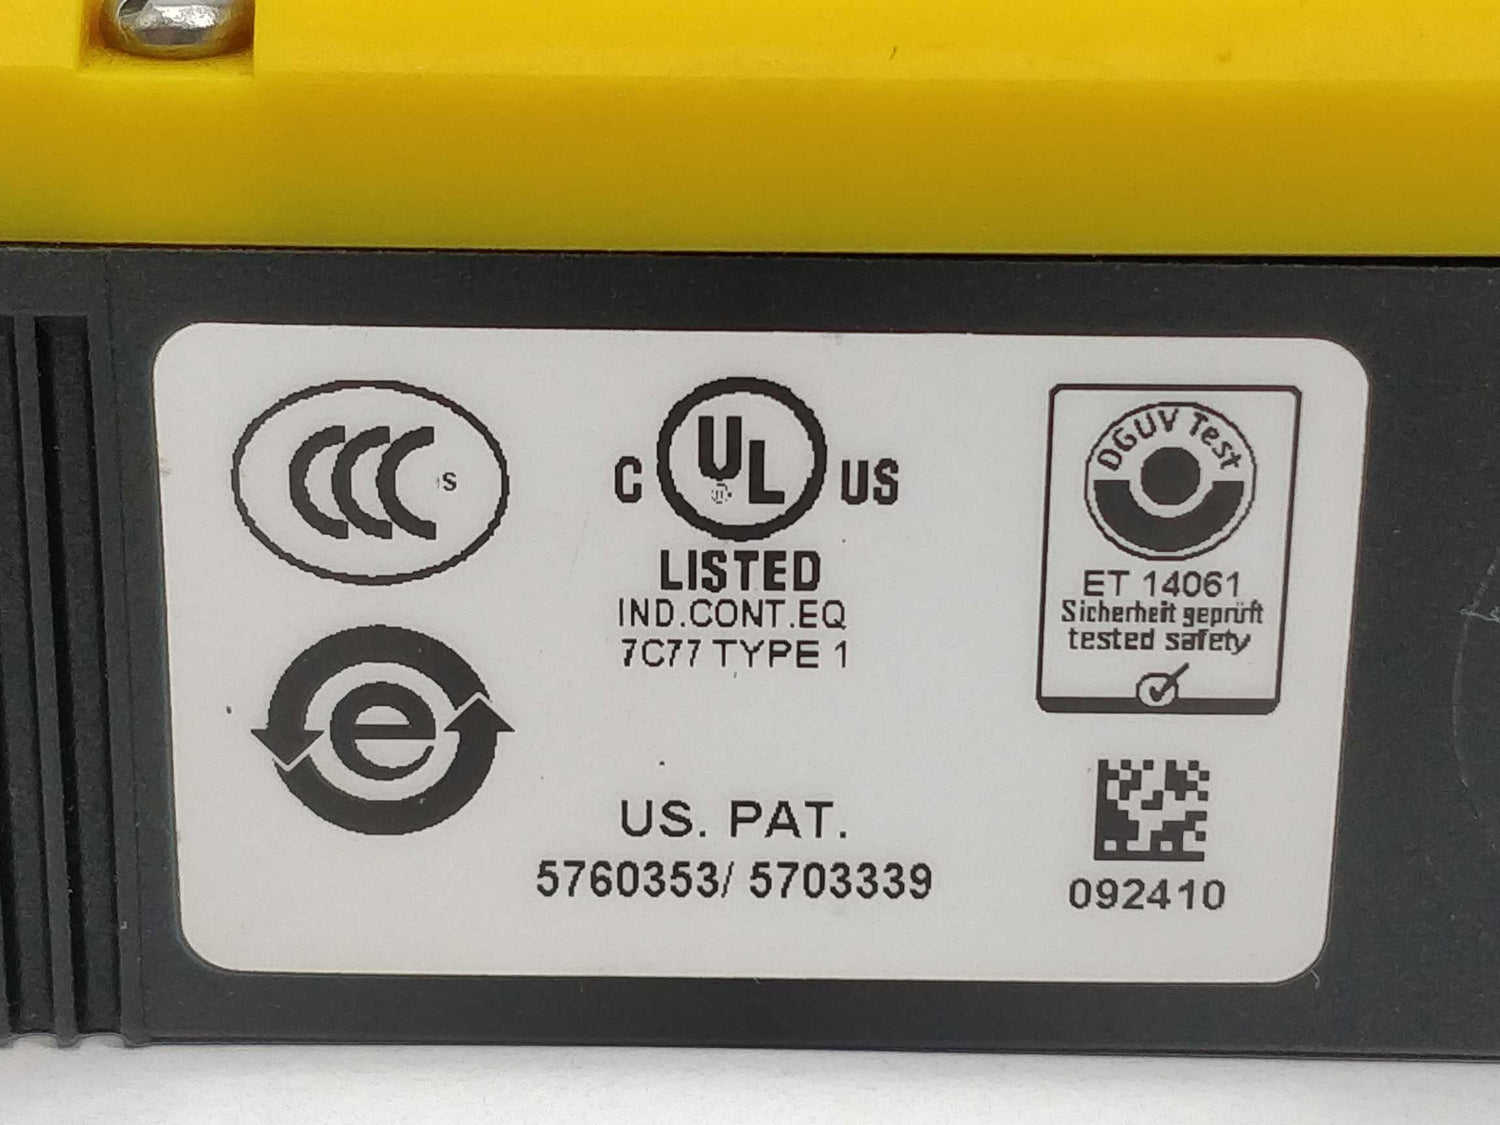 CCC S
C UL US
LISTED
IND.CONT.EQ
7C77 TYPE 1
DGUV Test
ET 14061
Sicherheit geprüft
tested safety
e
US. PAT.
5760353/ 5703339
092410